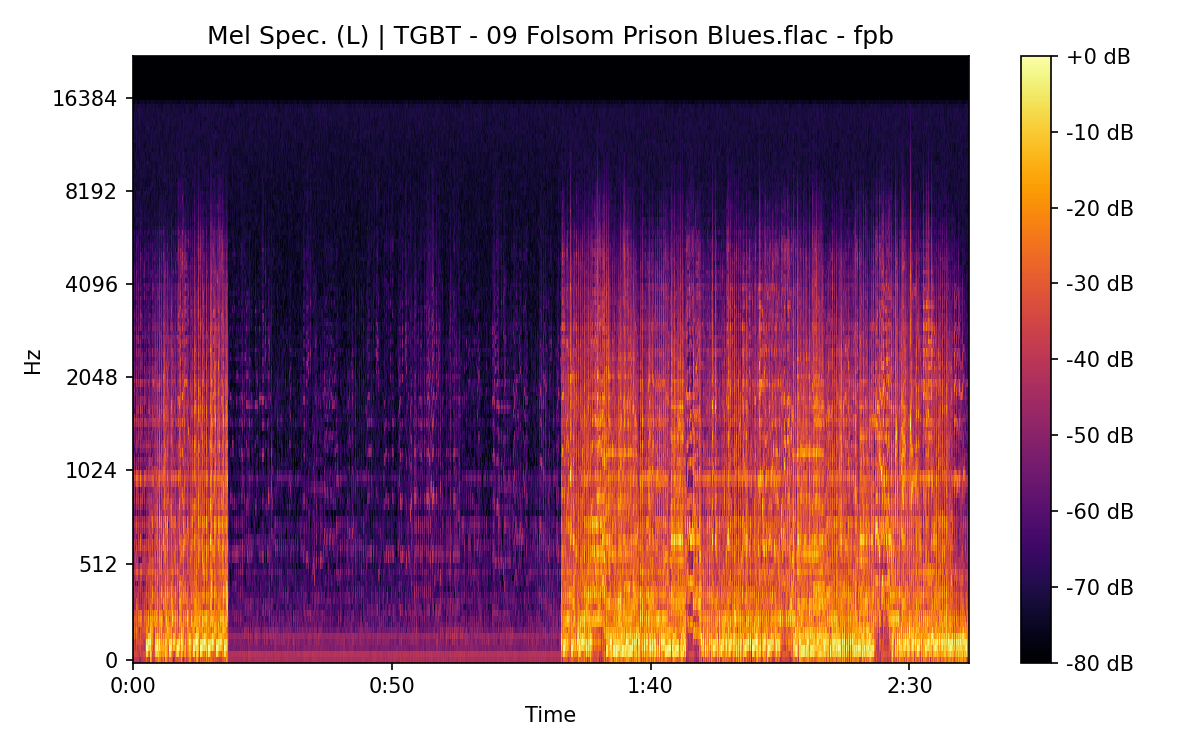 Mel Spec. (L) | TGBT - 09 Folsom Prison Blues.flac - fpb
Hz
16384
8192
4096
2048
1024
512
0
0:00
0:50
1:40
2:30
Time
+0 dB
-10 dB
-20 dB
-30 dB
-40 dB
-50 dB
-60 dB
-70 dB
-80 dB